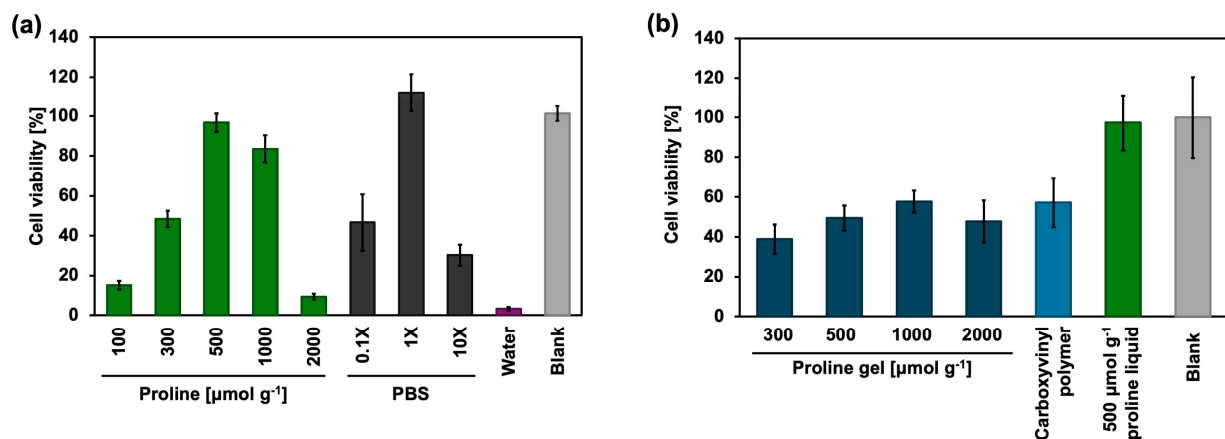 (a)
140
120
100
80
60
40
20
0
Cell viability [%]
100
300
500
1000
2000
0.1X
1X
10X
Water
Blank
Proline [µmol g⁻¹]
PBS
(b)
140
120
100
80
60
40
20
0
Cell viability [%]
300
500
1000
2000
Proline gel [µmol g⁻¹]
Carboxyvinyl
polymer
500 µmol g⁻¹
proline liquid
Blank